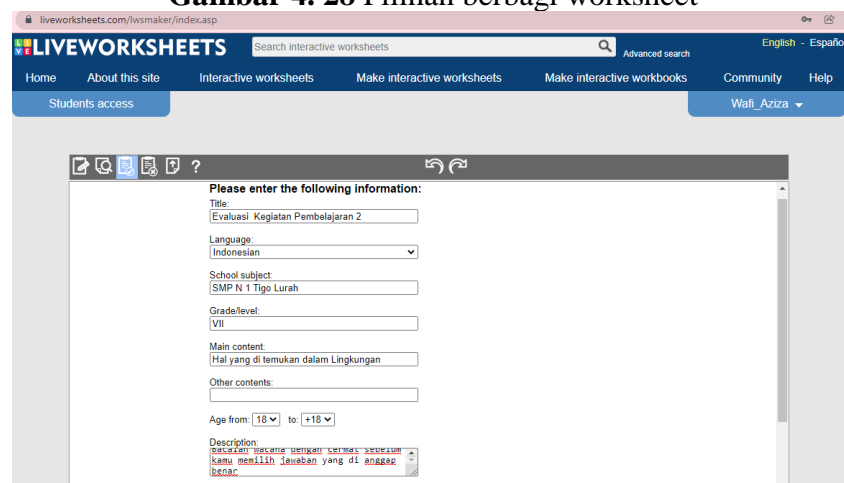 Gambar 4. 28 Pilihan berbagi worksheet
liveworksheets.com/lwsmaker/index.asp
LIVEWORKSHEETS Search interactive worksheets Advanced search English - Españo
Home About this site Interactive worksheets Make interactive worksheets Make interactive workbooks Community Help
Students access Wafi_Aziza
?
Please enter the following information:
Title:
Evaluasi Kegiatan Pembelajaran 2
Language:
Indonesian
School subject:
SMP N 1 Tigo Lurah
Grade/level:
VII
Main content:
Hal yang di temukan dalam Lingkungan
Other contents:
Age from: 18 to: +18
Description:
wacana dengan cermat sebelum
kamu memilih jawaban yang di anggap
benar